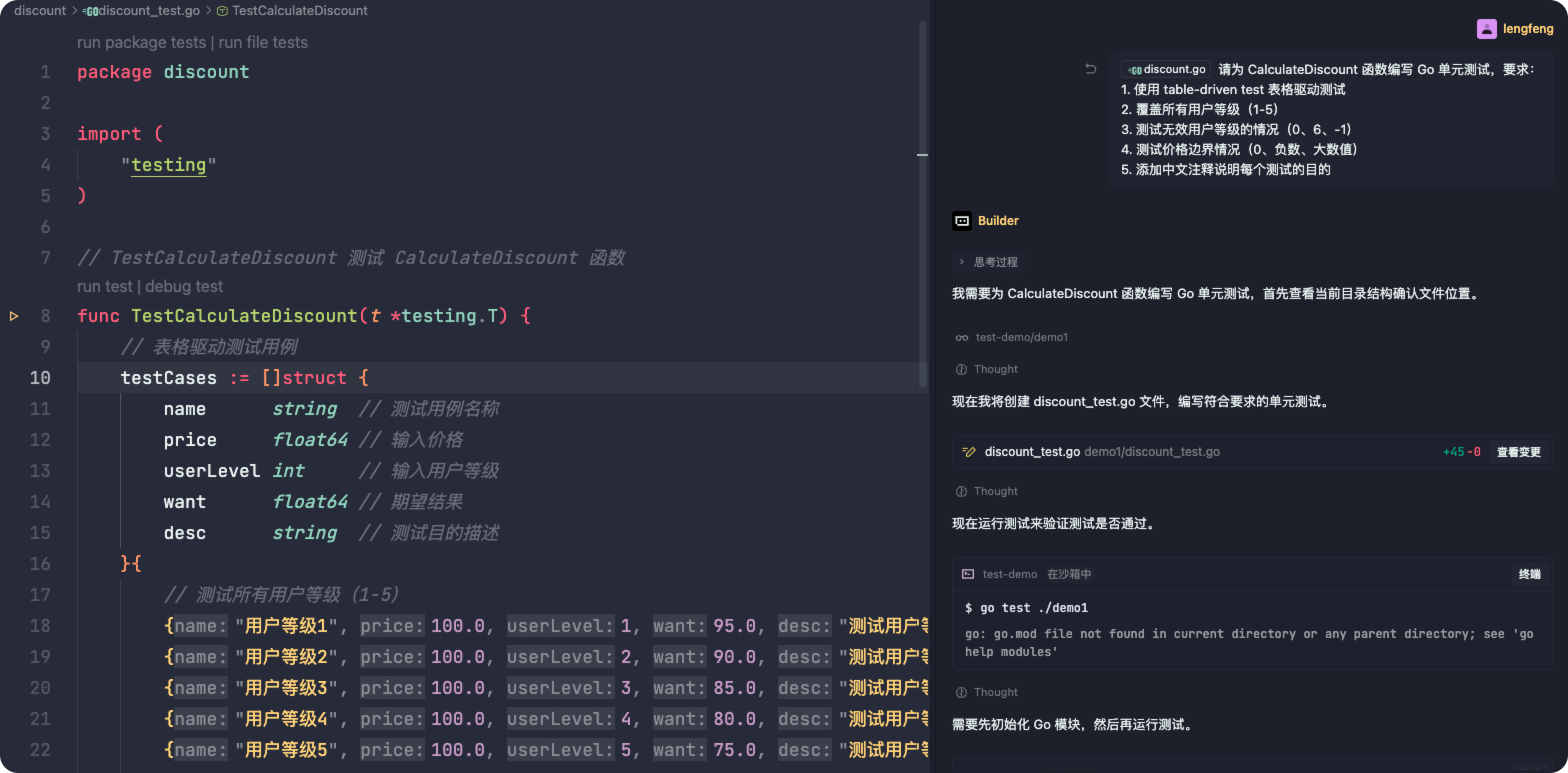 discount > discount_test.go > TestCalculateDiscount
run package tests | run file tests
1 package discount
2
3 import (
4 "testing"
5 )
6
7 // TestCalculateDiscount 测试 CalculateDiscount 函数
run test | debug test
8 func TestCalculateDiscount(t *testing.T) {
9 // 表格驱动测试用例
10 testCases := []struct {
11 name string // 测试用例名称
12 price float64 // 输入价格
13 userLevel int // 输入用户等级
14 want float64 // 期望结果
15 desc string // 测试目的描述
16 }{
17 // 测试所有用户等级（1-5）
18 {name: "用户等级1", price: 100.0, userLevel: 1, want: 95.0, desc: "测试用户
19 {name: "用户等级2", price: 100.0, userLevel: 2, want: 90.0, desc: "测试用户
20 {name: "用户等级3", price: 100.0, userLevel: 3, want: 85.0, desc: "测试用户
21 {name: "用户等级4", price: 100.0, userLevel: 4, want: 80.0, desc: "测试用户
22 {name: "用户等级5", price: 100.0, userLevel: 5, want: 75.0, desc: "测试用户
lengfeng
GO discount.go 请为 CalculateDiscount 函数编写 Go 单元测试，要求：
1. 使用 table-driven test 表格驱动测试
2. 覆盖所有用户等级（1-5）
3. 测试无效用户等级的情况（0、6、-1）
4. 测试价格边界情况（0、负数、大数值）
5. 添加中文注释说明每个测试的目的
Builder
思考过程
我需要为 CalculateDiscount 函数编写 Go 单元测试，首先查看当前目录结构确认文件位置。
test-demo/demo1
Thought
现在我将创建 discount_test.go 文件，编写符合要求的单元测试。
discount_test.go demo1/discount_test.go +45 -0 查看变更
Thought
现在运行测试来验证测试是否通过。
test-demo 在沙箱中 终端
$ go test ./demo1
go: go.mod file not found in current directory or any parent directory; see 'go
help modules'
Thought
需要先初始化 Go 模块，然后再运行测试。